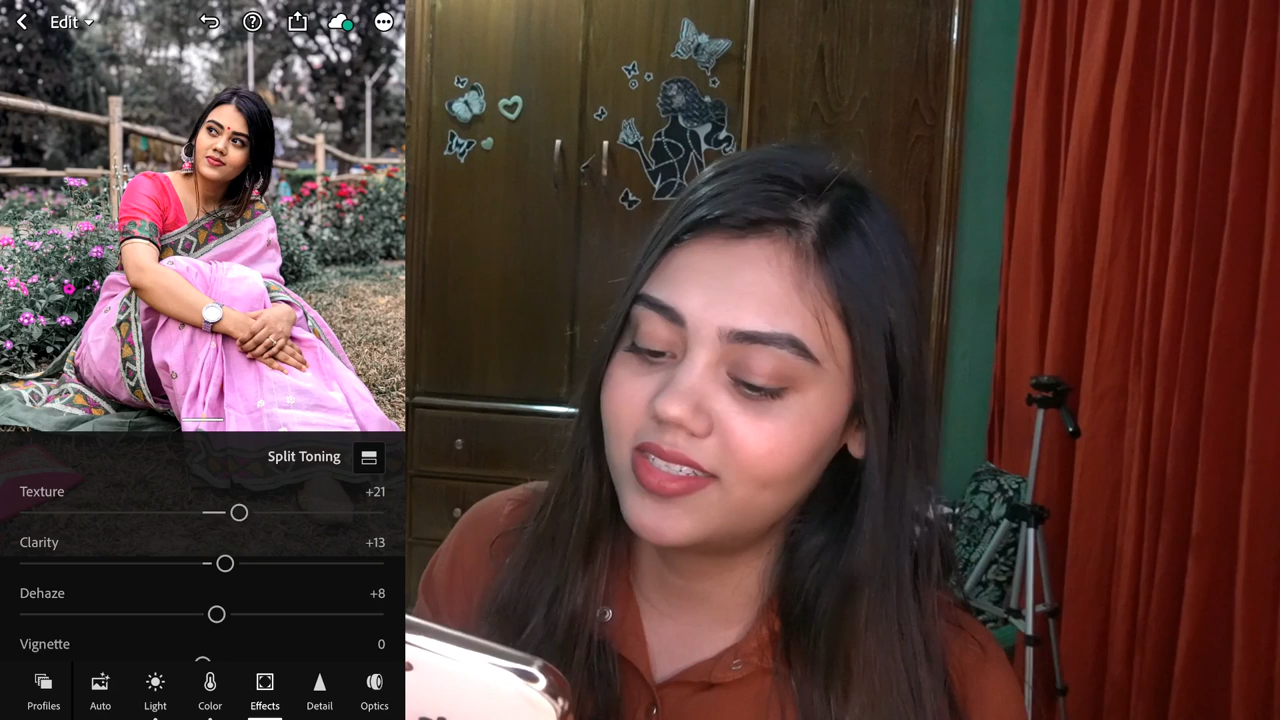 Edit
Split Toning
Texture +21
Clarity +13
Dehaze +8
Vignette 0
Profiles Auto Light Color Effects Detail Optics